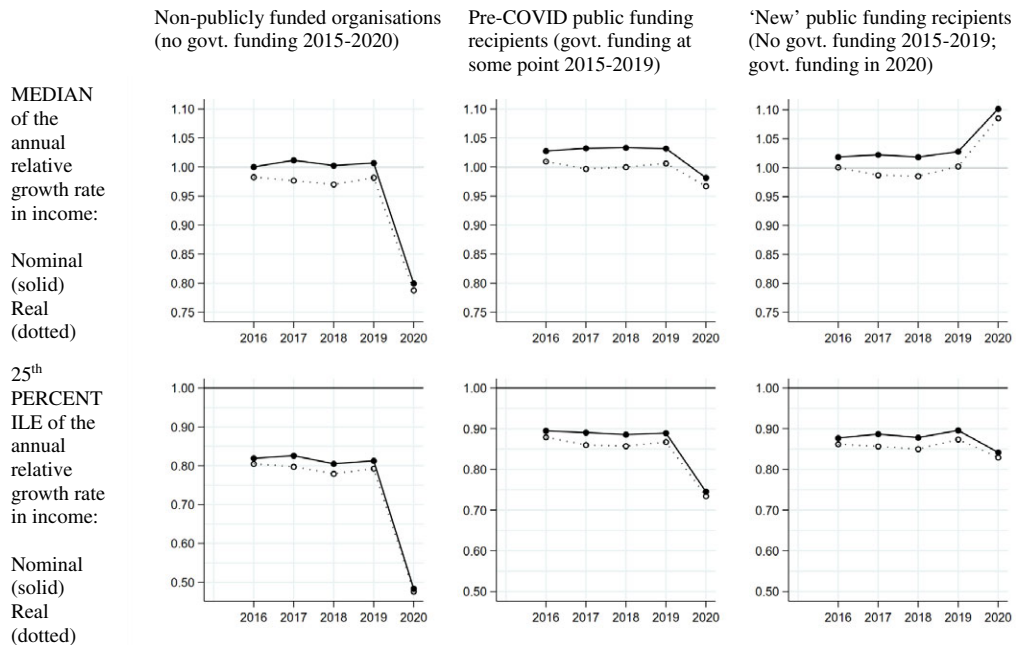 Non-publicly funded organisations
(no govt. funding 2015-2020)
Pre-COVID public funding
recipients (govt. funding at
some point 2015-2019)
‘New’ public funding recipients
(No govt. funding 2015-2019;
govt. funding in 2020)
MEDIAN
of the
annual
relative
growth rate
in income:
Nominal
(solid)
Real
(dotted)
1.10
1.05
1.00
0.95
0.90
0.85
0.80
0.75
2016 2017 2018 2019 2020
1.10
1.05
1.00
0.95
0.90
0.85
0.80
0.75
2016 2017 2018 2019 2020
1.10
1.05
1.00
0.95
0.90
0.85
0.80
0.75
2016 2017 2018 2019 2020
25th
PERCENT
ILE of the
annual
relative
growth rate
in income:
Nominal
(solid)
Real
(dotted)
1.00
0.90
0.80
0.70
0.60
0.50
2016 2017 2018 2019 2020
1.00
0.90
0.80
0.70
0.60
0.50
2016 2017 2018 2019 2020
1.00
0.90
0.80
0.70
0.60
0.50
2016 2017 2018 2019 2020